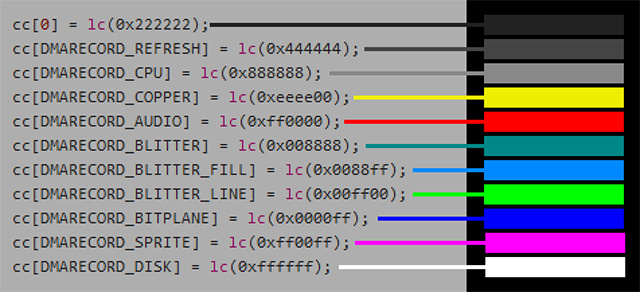 cc[0] = lc(0x222222);
cc[DMARECORD_REFRESH] = lc(0x444444);
cc[DMARECORD_CPU] = lc(0x888888);
cc[DMARECORD_COPPER] = lc(0xeeee00);
cc[DMARECORD_AUDIO] = lc(0xff0000);
cc[DMARECORD_BLITTER] = lc(0x008888);
cc[DMARECORD_BLITTER_FILL] = lc(0x0088ff);
cc[DMARECORD_BLITTER_LINE] = lc(0x00ff00);
cc[DMARECORD_BITPLANE] = lc(0x0000ff);
cc[DMARECORD_SPRITE] = lc(0xff00ff);
cc[DMARECORD_DISK] = lc(0xffffff);